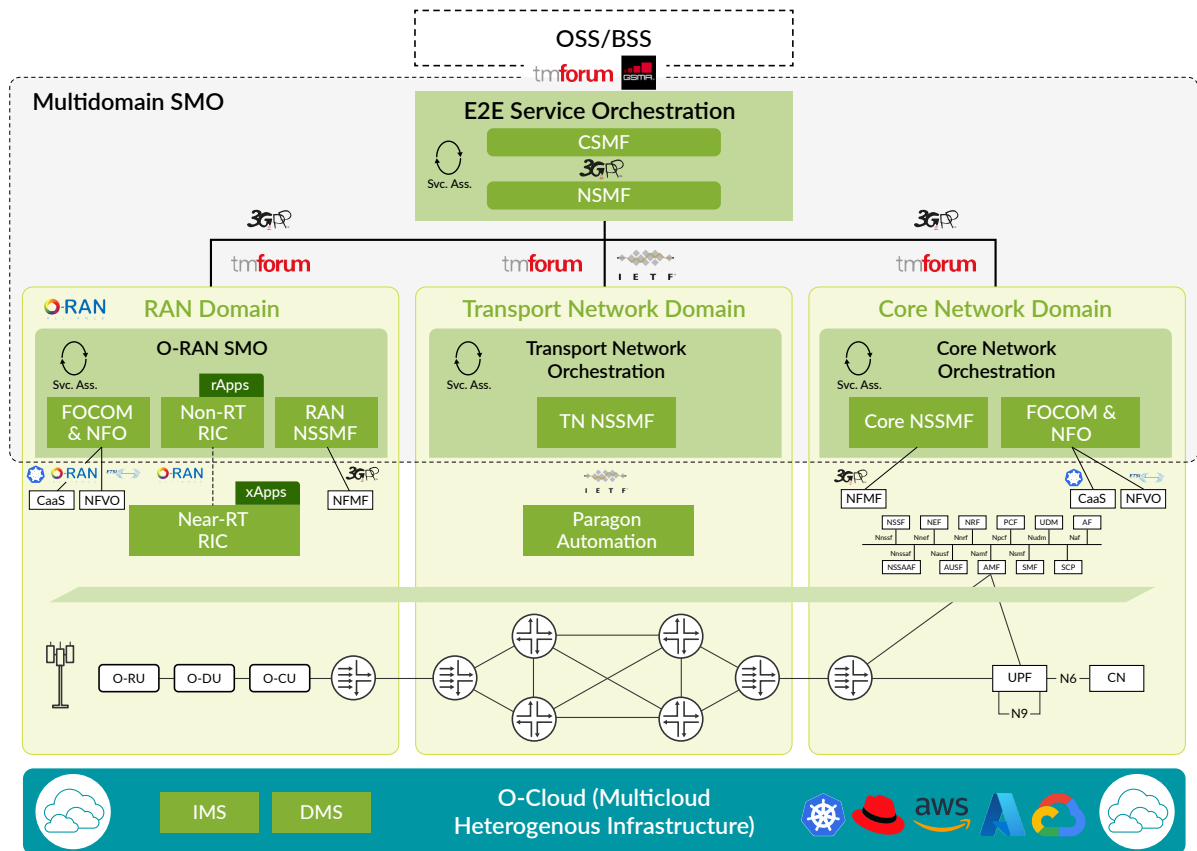 OSS/BSS
tmforum
GSMA
Multidomain SMO
E2E Service Orchestration
CSMF
Svc. Ass.
3GPP
NSMF
3GPP
3GPP
tmforum
tmforum
IETF
tmforum
O-RAN
ALLIANCE
RAN Domain
Transport Network Domain
Core Network Domain
O-RAN SMO
Svc. Ass.
rApps
FOCOM
& NFO
Non-RT
RIC
RAN
NSSMF
Transport Network
Orchestration
Svc. Ass.
TN NSSMF
Core Network
Orchestration
Svc. Ass.
Core NSSMF
FOCOM &
NFO
O-RAN
ETSI
O-RAN
3GPP
CaaS
NFVO
xApps
NFMF
Near-RT
RIC
IETF
Paragon
Automation
3GPP
ETSI
NFMF
CaaS
NFVO
NSSF
NEF
NRF
PCF
UDM
AF
Nnssf
Nnef
Nnrf
Npcf
Nudm
Naf
Nnssaf
Nausf
Namf
Nsmf
NSSAAF
AUSF
AMF
SMF
SCP
O-RU
O-DU
O-CU
UPF
N6
CN
N9
IMS
DMS
O-Cloud (Multicloud
Heterogenous Infrastructure)
aws